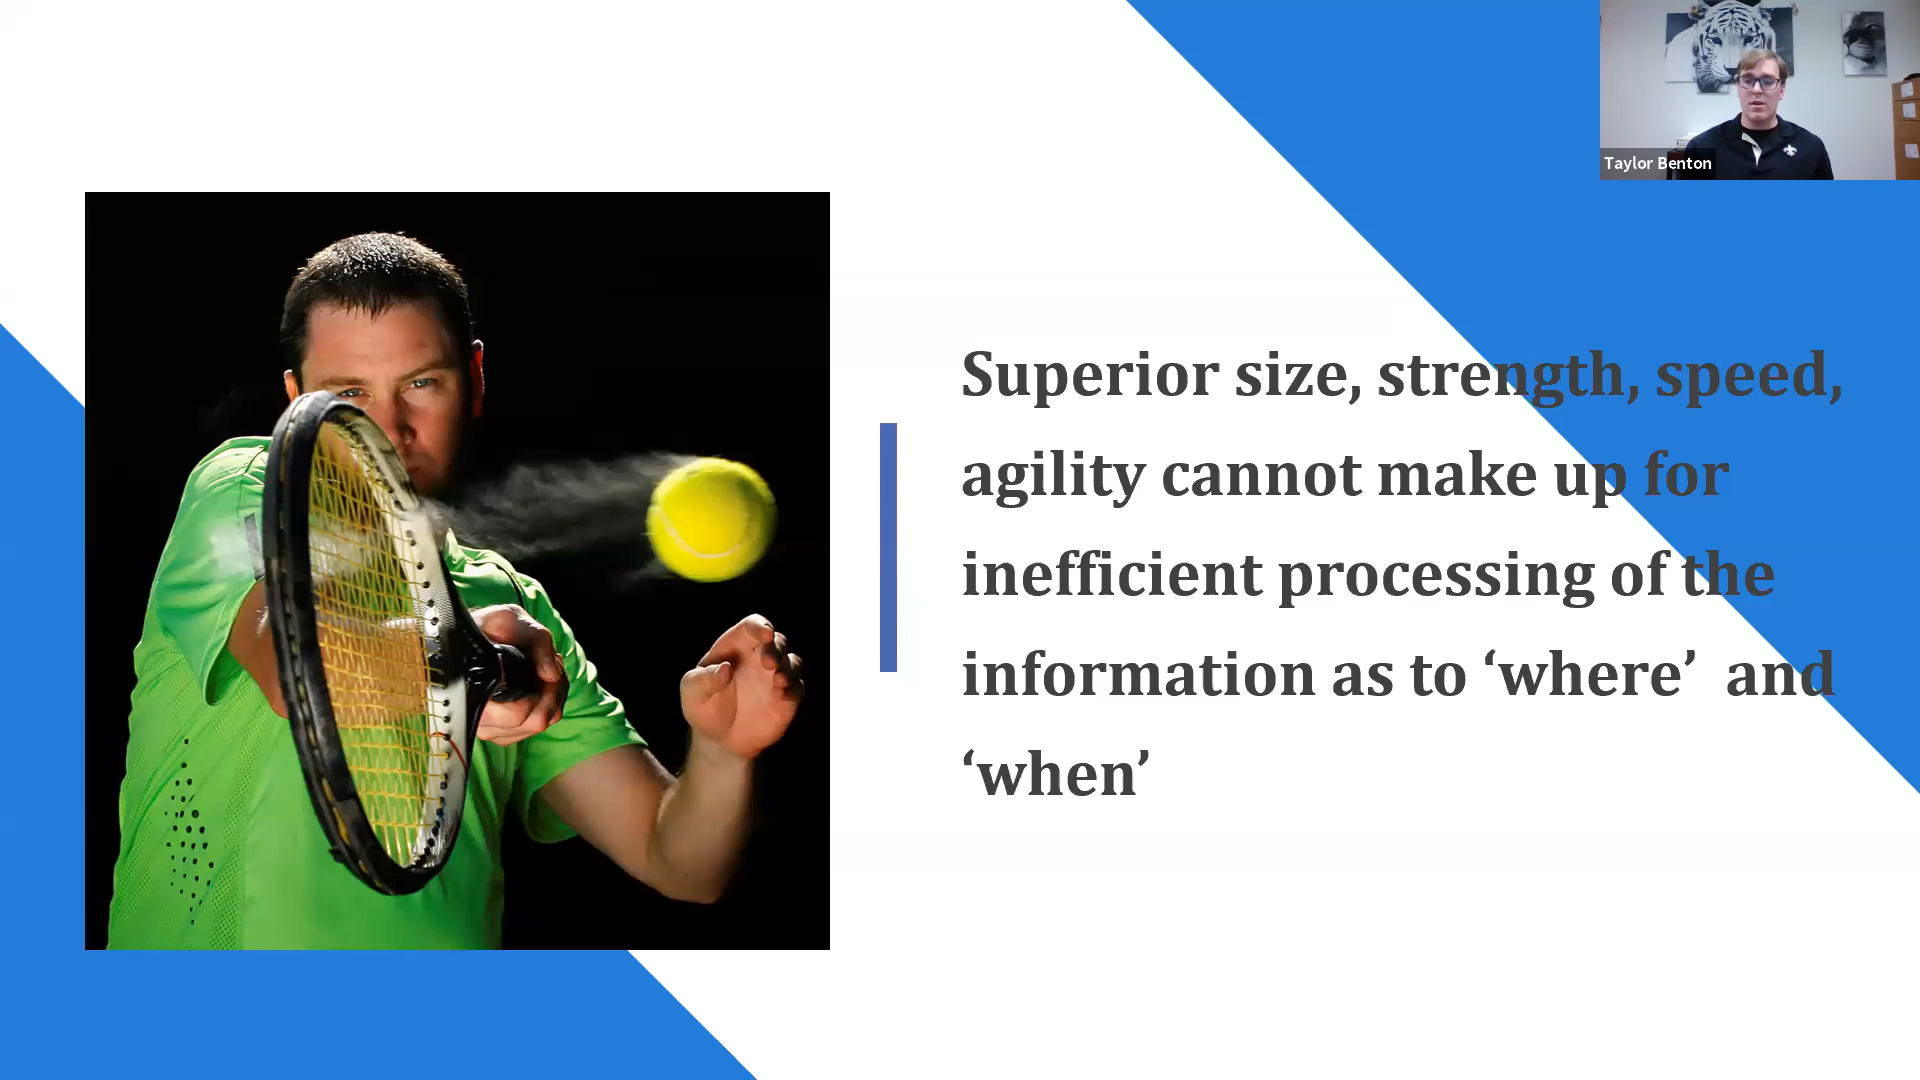 Taylor Benton
Superior size, strength, speed,
agility cannot make up for
inefficient processing of the
information as to ‘where’  and
‘when’